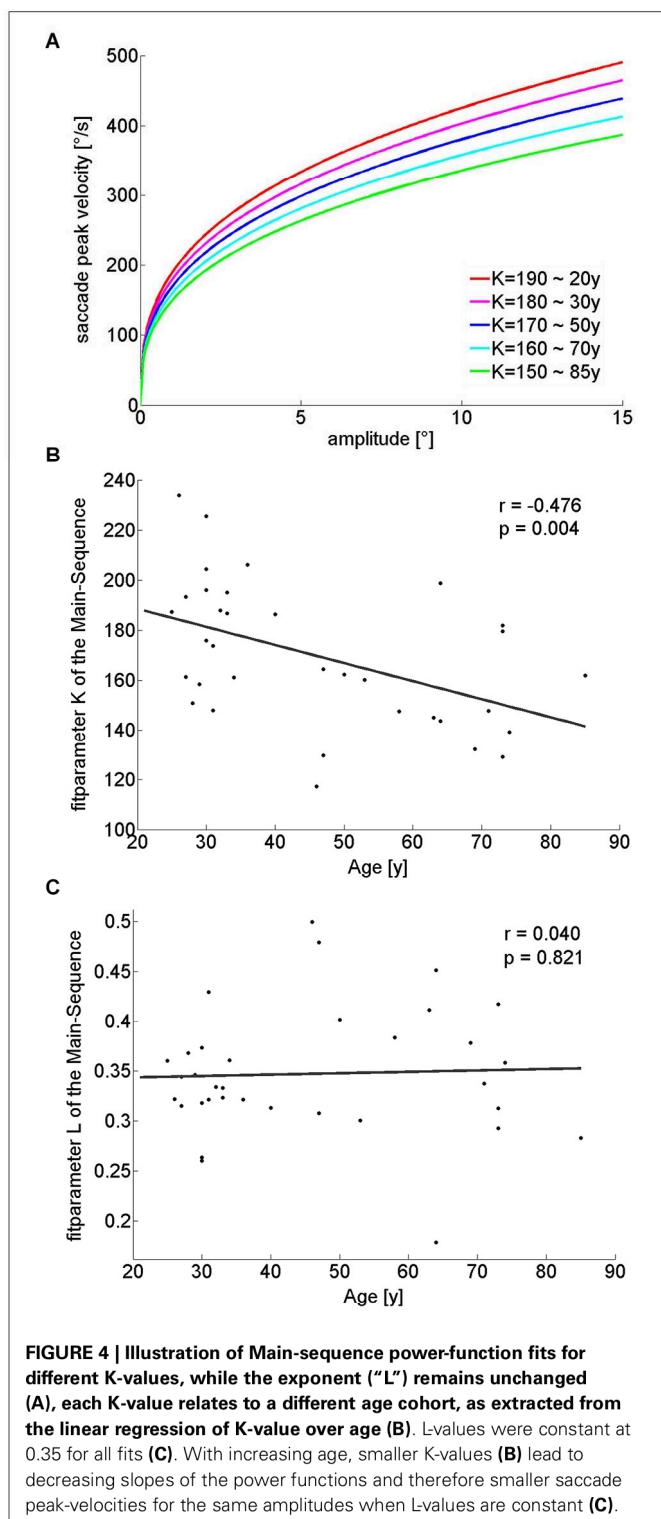 A
500
400
300
200
100
0
saccade peak velocity [°/s]
K=190 ~ 20y
K=180 ~ 30y
K=170 ~ 50y
K=160 ~ 70y
K=150 ~ 85y
0
5
10
15
amplitude [°]
B
240
220
200
180
160
140
120
100
fitparameter K of the Main-Sequence
r = -0.476
p = 0.004
20
30
40
50
60
70
80
90
Age [y]
C
0.5
0.45
0.4
0.35
0.3
0.25
0.2
fitparameter L of the Main-Sequence
r = 0.040
p = 0.821
20
30
40
50
60
70
80
90
Age [y]
FIGURE 4 | Illustration of Main-sequence power-function fits for
different K-values, while the exponent (“L”) remains unchanged
(A), each K-value relates to a different age cohort, as extracted from
the linear regression of K-value over age (B). L-values were constant at
0.35 for all fits (C). With increasing age, smaller K-values (B) lead to
decreasing slopes of the power functions and therefore smaller saccade
peak-velocities for the same amplitudes when L-values are constant (C).